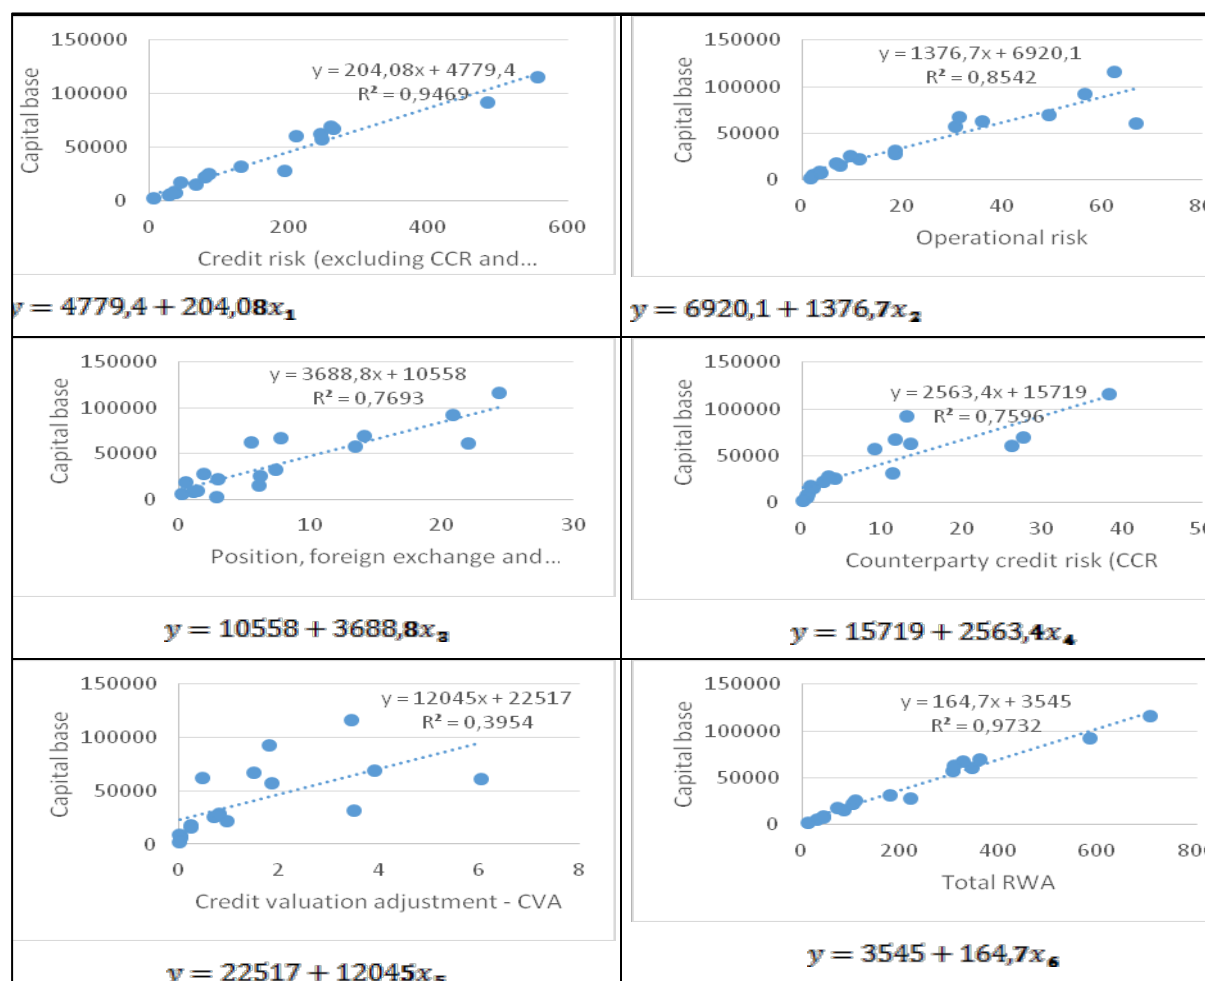 150000
100000
50000
0
Capital base
y = 204,08x + 4779,4
R² = 0,9469
0 200 400 600
Credit risk (excluding CCR and...
y = 4779,4 + 204,08x₁
150000
100000
50000
0
Capital base
y = 1376,7x + 6920,1
R² = 0,8542
0 20 40 60 80
Operational risk
y = 6920,1 + 1376,7x₂
150000
100000
50000
0
Capital base
y = 3688,8x + 10558
R² = 0,7693
0 10 20 30
Position, foreign exchange and...
y = 10558 + 3688,8x₃
150000
100000
50000
0
Capital base
y = 2563,4x + 15719
R² = 0,7596
0 10 20 30 40 50
Counterparty credit risk (CCR
y = 15719 + 2563,4x₄
150000
100000
50000
0
Capital base
y = 12045x + 22517
R² = 0,3954
0 2 4 6 8
Credit valuation adjustment - CVA
y = 22517 + 12045x₅
150000
100000
50000
0
Capital base
y = 164,7x + 3545
R² = 0,9732
0 200 400 600 800
Total RWA
y = 3545 + 164,7x₆